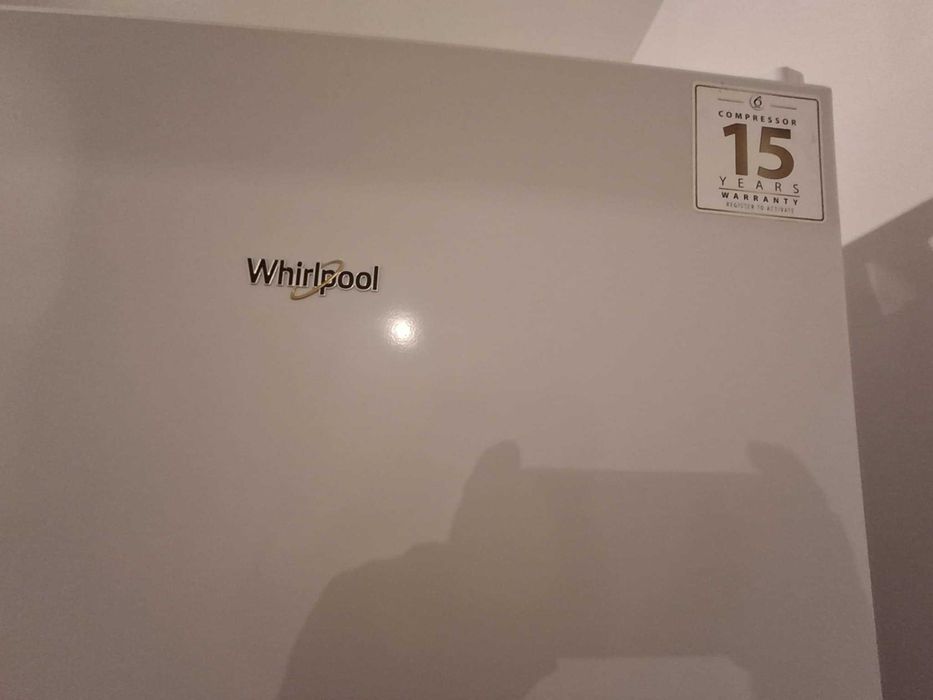 COMPRESSOR
15
YEARS
WARRANTY
REGISTER TO ACTIVATE
Whirlpool